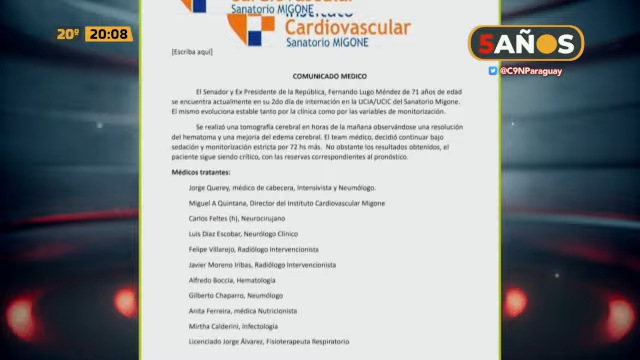 20º 20:08
Cardiovascular
Sanatorio MIGONE
Instituto
Cardiovascular
Sanatorio MIGONE
5AÑOS
@C9NParaguay
[Escriba aquí]
COMUNICADO MEDICO
El Senador y Ex Presidente de la República, Fernando Lugo Méndez de 71 años de edad
se encuentra actualmente en su 2do día de internación en la UCIA/UCIC del Sanatorio Migone.
El mismo evoluciona estable tanto por la clínica como por las variables de monitorización.
Se realizó una tomografía cerebral en horas de la mañana observándose una resolución
del hematoma y una mejoría del edema cerebral. El team médico, decidió continuar bajo
sedación y monitorización estricta por 72 hs más. No obstante los resultados obtenidos, el
paciente sigue siendo crítico, con las reservas correspondientes al pronóstico.
Médicos tratantes:
Jorge Querey, médico de cabecera, Intensivista y Neumólogo.
Miguel A Quintana, Director del Instituto Cardiovascular Migone
Carlos Feltes (h), Neurocirujano
Luis Díaz Escobar, Neurólogo Clínico
Felipe Villarejo, Radiólogo Intervencionista
Javier Moreno Iribas, Radiólogo Intervencionista
Alfredo Boccia, Hematología
Gilberto Chaparro, Neumólogo
Anita Ferreira, médica Nutricionista
Mirtha Calderini, Infectología
Licenciado Jorge Álvarez, Fisioterapeuta Respiratorio